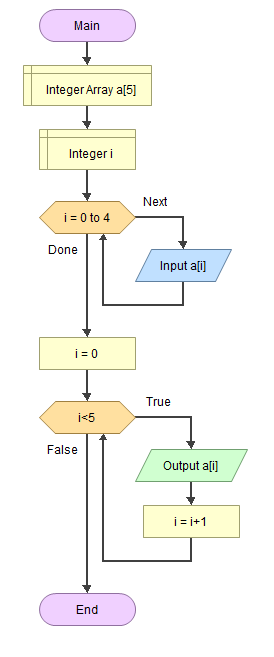 Main
Integer Array a[5]
Integer i
i = 0 to 4
Next
Done
Input a[i]
i = 0
i<5
True
False
Output a[i]
i = i+1
End